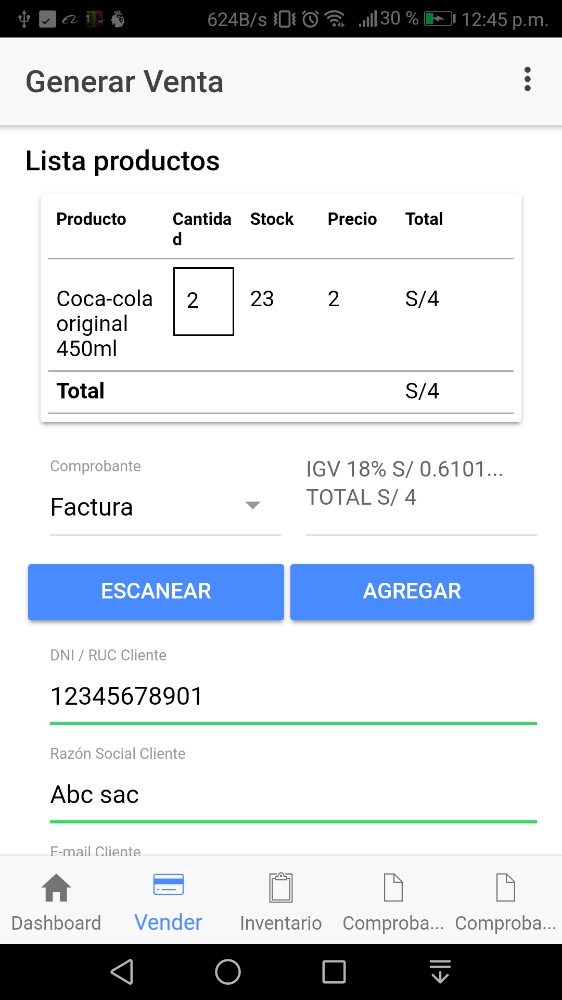 624B/s 30 % 12:45 p.m.
Generar Venta
Lista productos
Producto Cantida Stock Precio Total
d
Coca-cola 2 23 2 S/4
original
450ml
Total S/4
Comprobante
Factura
IGV 18% S/ 0.6101...
TOTAL S/ 4
ESCANEAR AGREGAR
DNI / RUC Cliente
12345678901
Razón Social Cliente
Abc sac
E-mail Cliente
Dashboard Vender Inventario Comproba... Comproba...